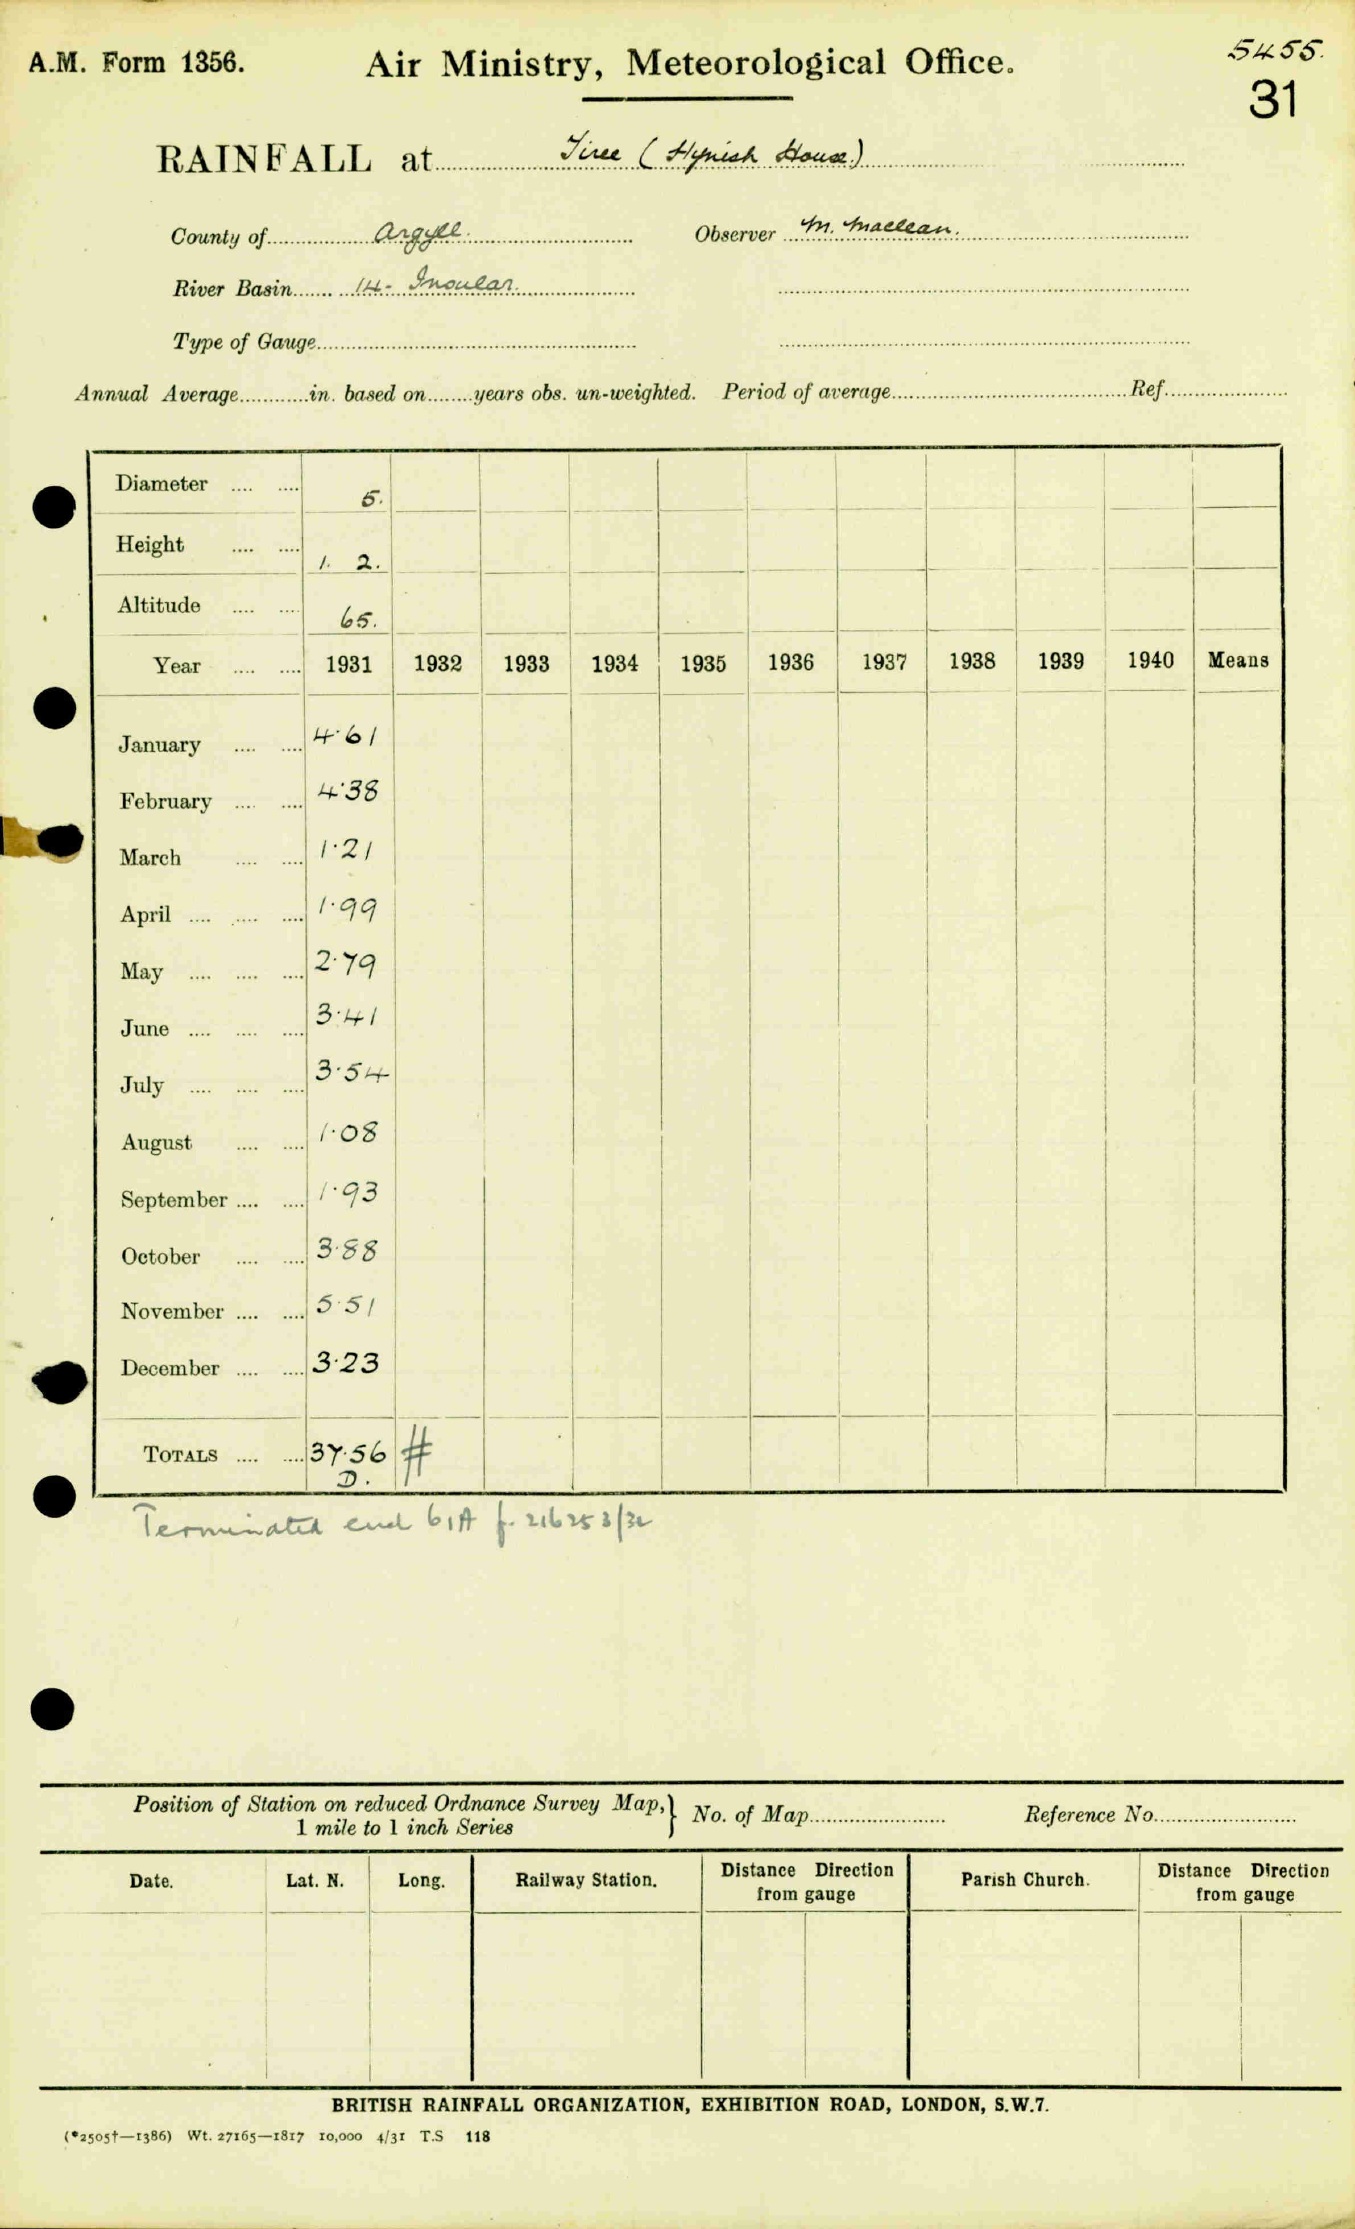 A.M. Form 1356.
Air Ministry, Meteorological Office.
5455.
31
RAINFALL at Tiree (Hynish House)
County of Argyll. Observer M. Maclean.
River Basin 14- Insular.
Type of Gauge
Annual Average in. based on years obs. un-weighted. Period of average Ref.
Diameter 5.
Height 1. 2.
Altitude 65.
Year 1931 1932 1933 1934 1935 1936 1937 1938 1939 1940 Means
January 4.61
February 4.38
March 1.21
April 1.99
May 2.79
June 3.41
July 3.54
August 1.08
September 1.93
October 3.88
November 5.51
December 3.23
TOTALS 37.56 #
D.
Terminated end 216253/32
Position of Station on reduced Ordnance Survey Map, } No. of Map Reference No.
1 mile to 1 inch Series
Date. Lat. N. Long. Railway Station. Distance Direction from gauge Parish Church. Distance Direction from gauge
BRITISH RAINFALL ORGANIZATION, EXHIBITION ROAD, LONDON, S.W.7.
(*2505†—1386) Wt. 27165—1817 10,000 4/31 T.S 118